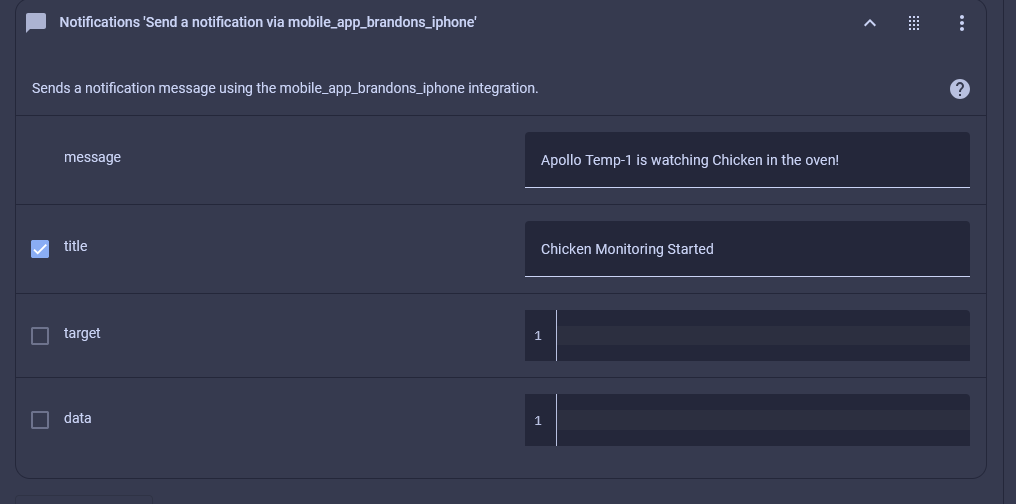 Notifications 'Send a notification via mobile_app_brandons_iphone'
Sends a notification message using the mobile_app_brandons_iphone integration.
message
Apollo Temp-1 is watching Chicken in the oven!
title
Chicken Monitoring Started
target
1
data
1